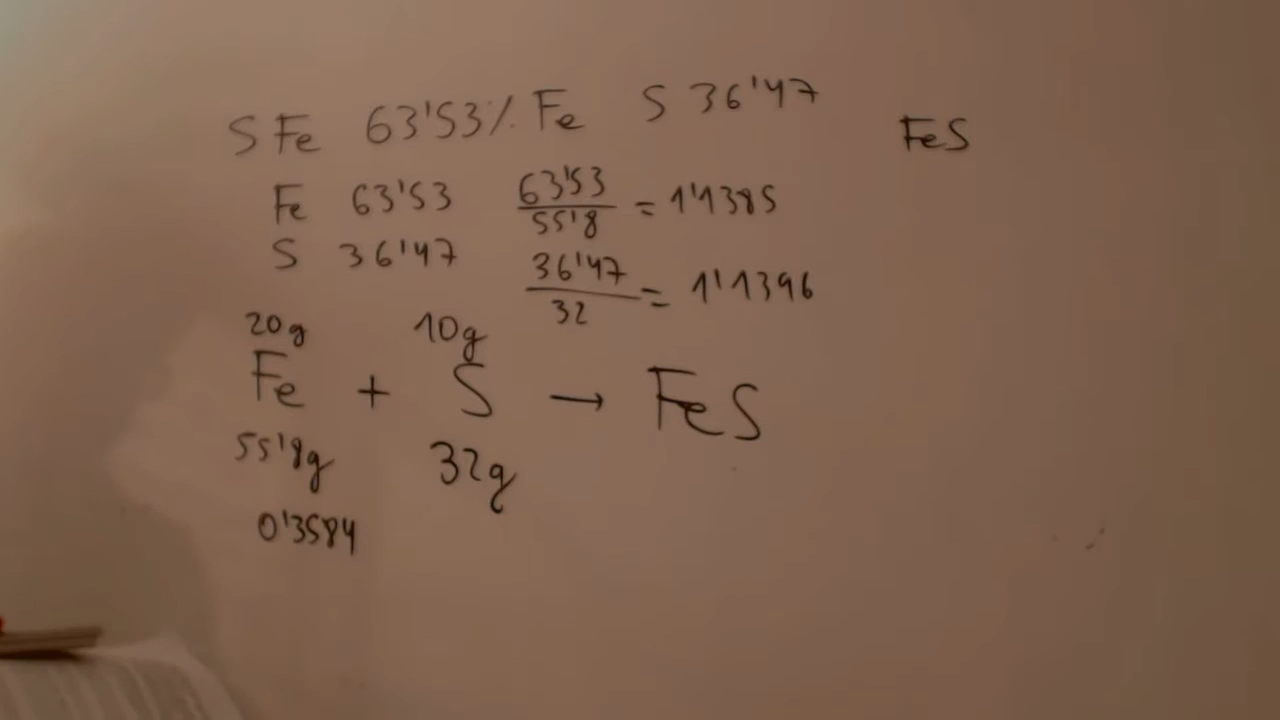 S Fe 63'53% Fe S 36'47
FeS
Fe 63'53 63'53/55'8 = 1'1385
S 36'47 36'47/32 = 1'1396
20g 10g
Fe + S → FeS
55'8g 32g
0'3584